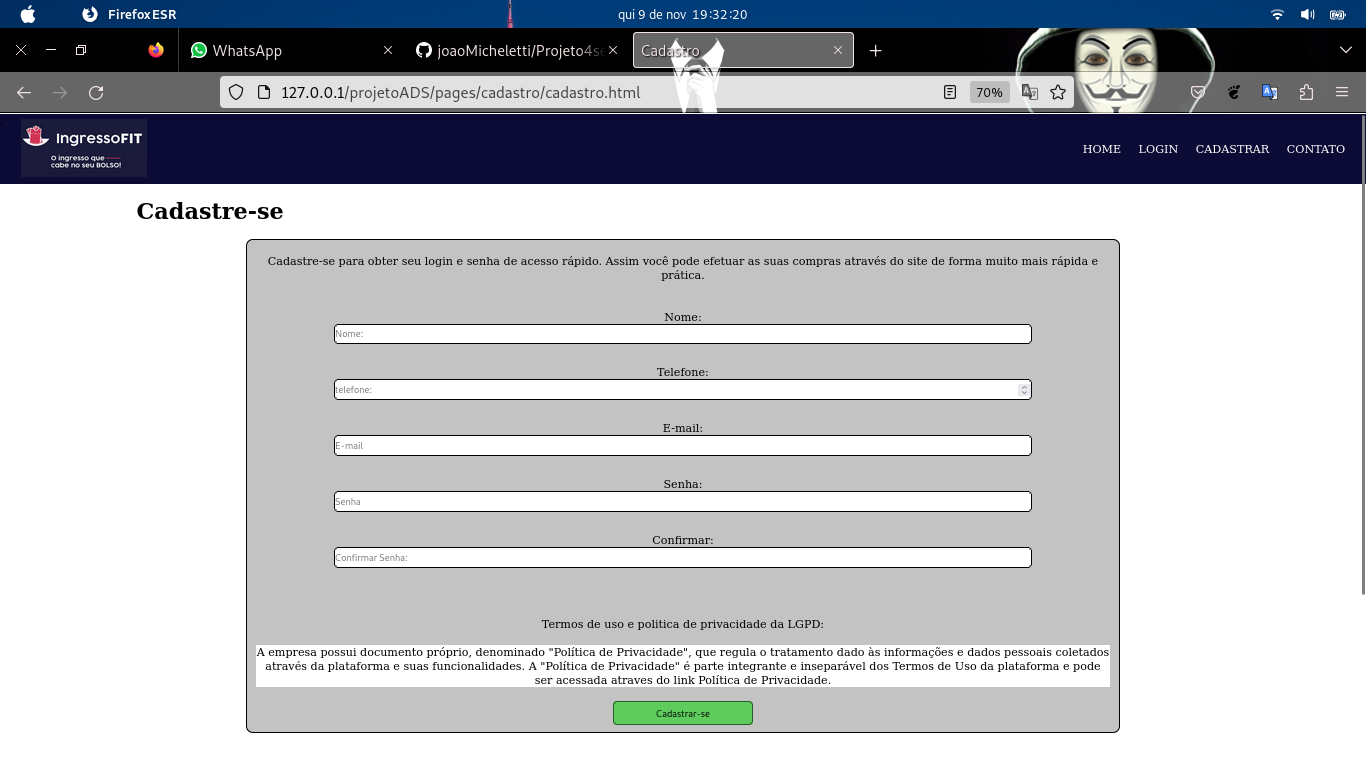 FirefoxESR
qui 9 de nov 19:32:20
WhatsApp
joaoMicheletti/Projeto4s
Cadastro
127.0.0.1/projetoADS/pages/cadastro/cadastro.html
70%
IngressoFIT
O ingresso que
cabe no seu BOLSO!
HOME LOGIN CADASTRAR CONTATO
Cadastre-se
Cadastre-se para obter seu login e senha de acesso rápido. Assim você pode efetuar as suas compras através do site de forma muito mais rápida e
prática.
Nome:
Nome:
Telefone:
telefone:
E-mail:
E-mail
Senha:
Senha
Confirmar:
Confirmar Senha:
Termos de uso e politica de privacidade da LGPD:
A empresa possui documento próprio, denominado "Política de Privacidade", que regula o tratamento dado às informações e dados pessoais coletados
através da plataforma e suas funcionalidades. A "Política de Privacidade" é parte integrante e inseparável dos Termos de Uso da plataforma e pode
ser acessada atraves do link Política de Privacidade.
Cadastrar-se